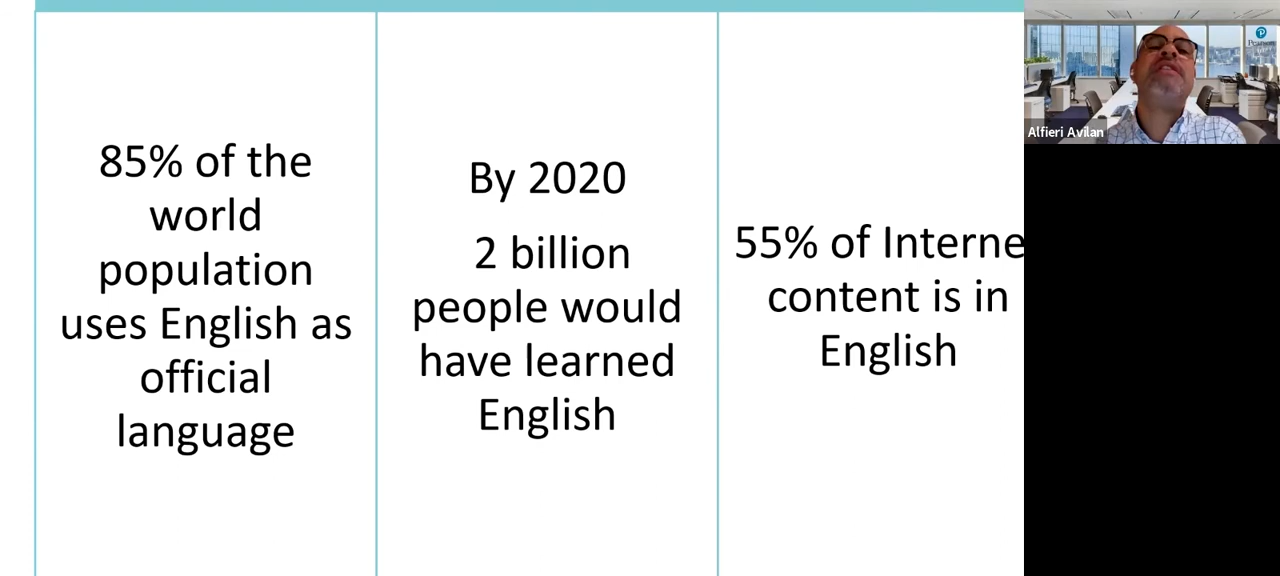 85% of the
world
population
uses English as
official
language
By 2020
2 billion
people would
have learned
English
55% of Interne
content is in
English
Pearson
Alfieri Avilan